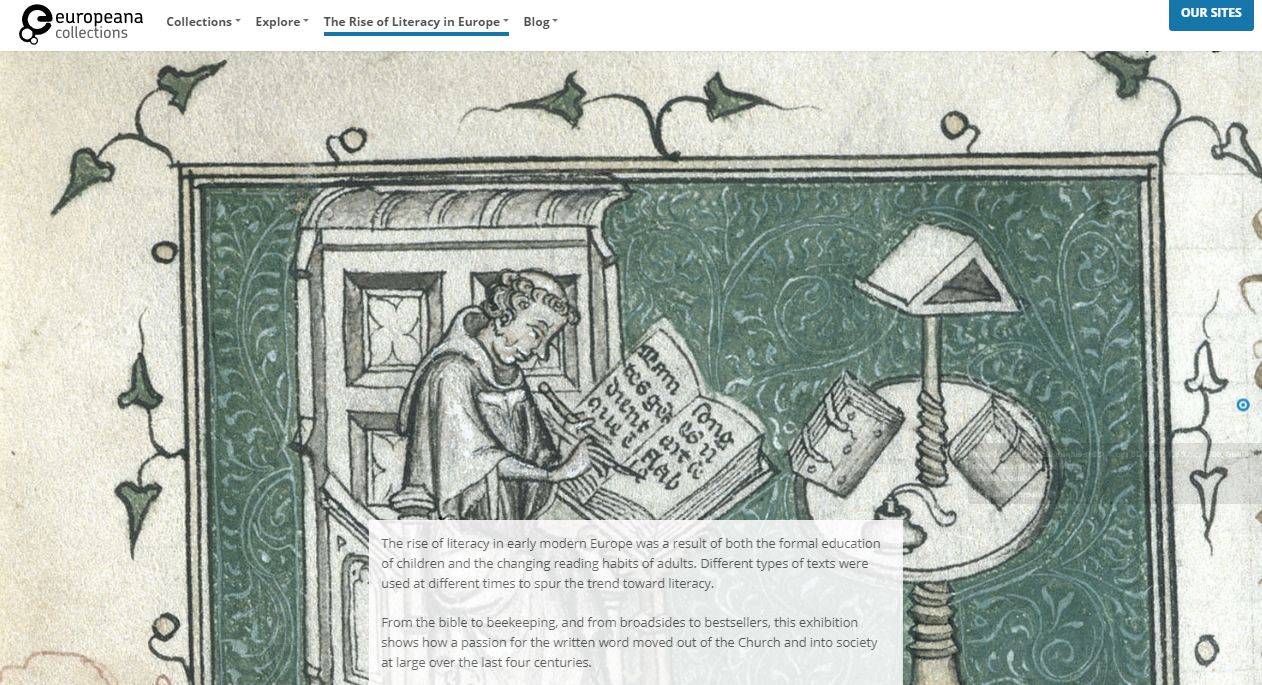 europeana
collections
Collections
Explore
The Rise of Literacy in Europe
Blog
OUR SITES
The rise of literacy in early modern Europe was a result of both the formal education
of children and the changing reading habits of adults. Different types of texts were
used at different times to spur the trend toward literacy.
From the bible to beekeeping, and from broadsides to bestsellers, this exhibition
shows how a passion for the written word moved out of the Church and into society
at large over the last four centuries.